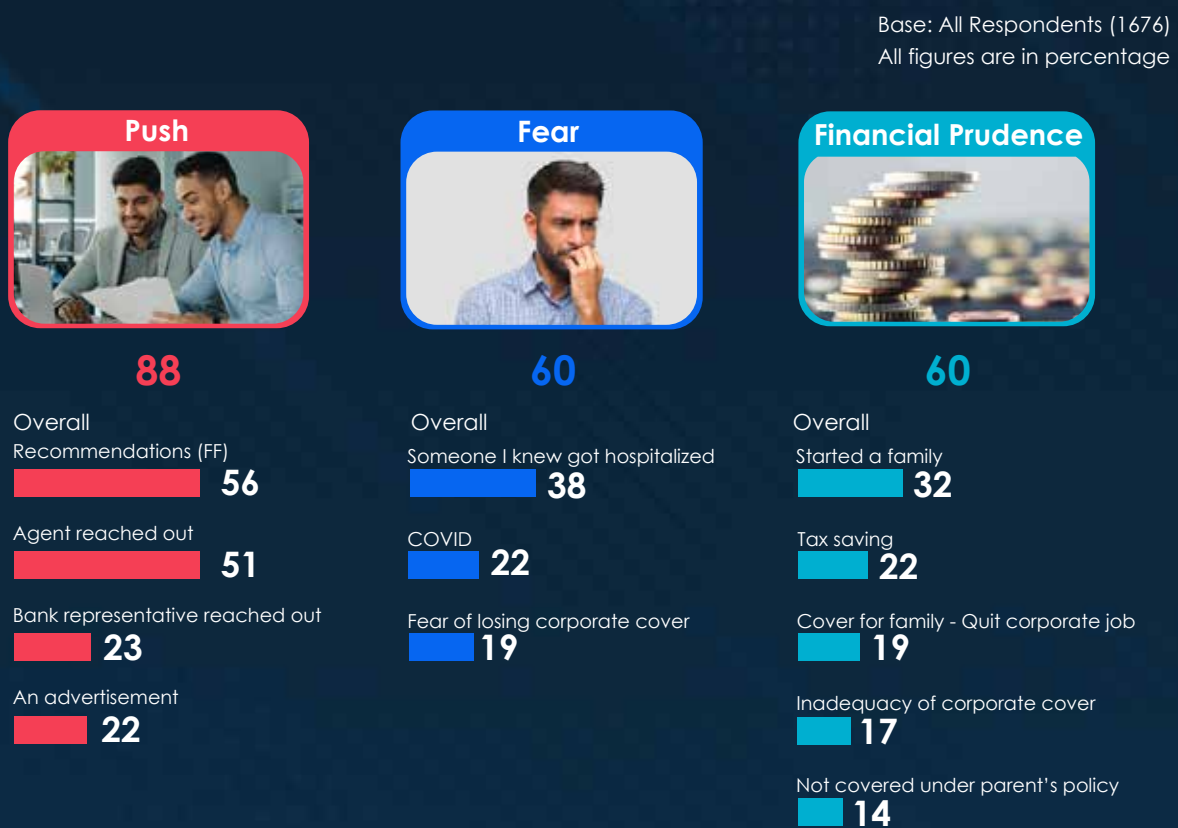 Base: All Respondents (1676)
All figures are in percentage
Push
88
Overall
Recommendations (FF)
56
Agent reached out
51
Bank representative reached out
23
An advertisement
22
Fear
60
Overall
Someone I knew got hospitalized
38
COVID
22
Fear of losing corporate cover
19
Financial Prudence
60
Overall
Started a family
32
Tax saving
22
Cover for family - Quit corporate job
19
Inadequacy of corporate cover
17
Not covered under parent’s policy
14